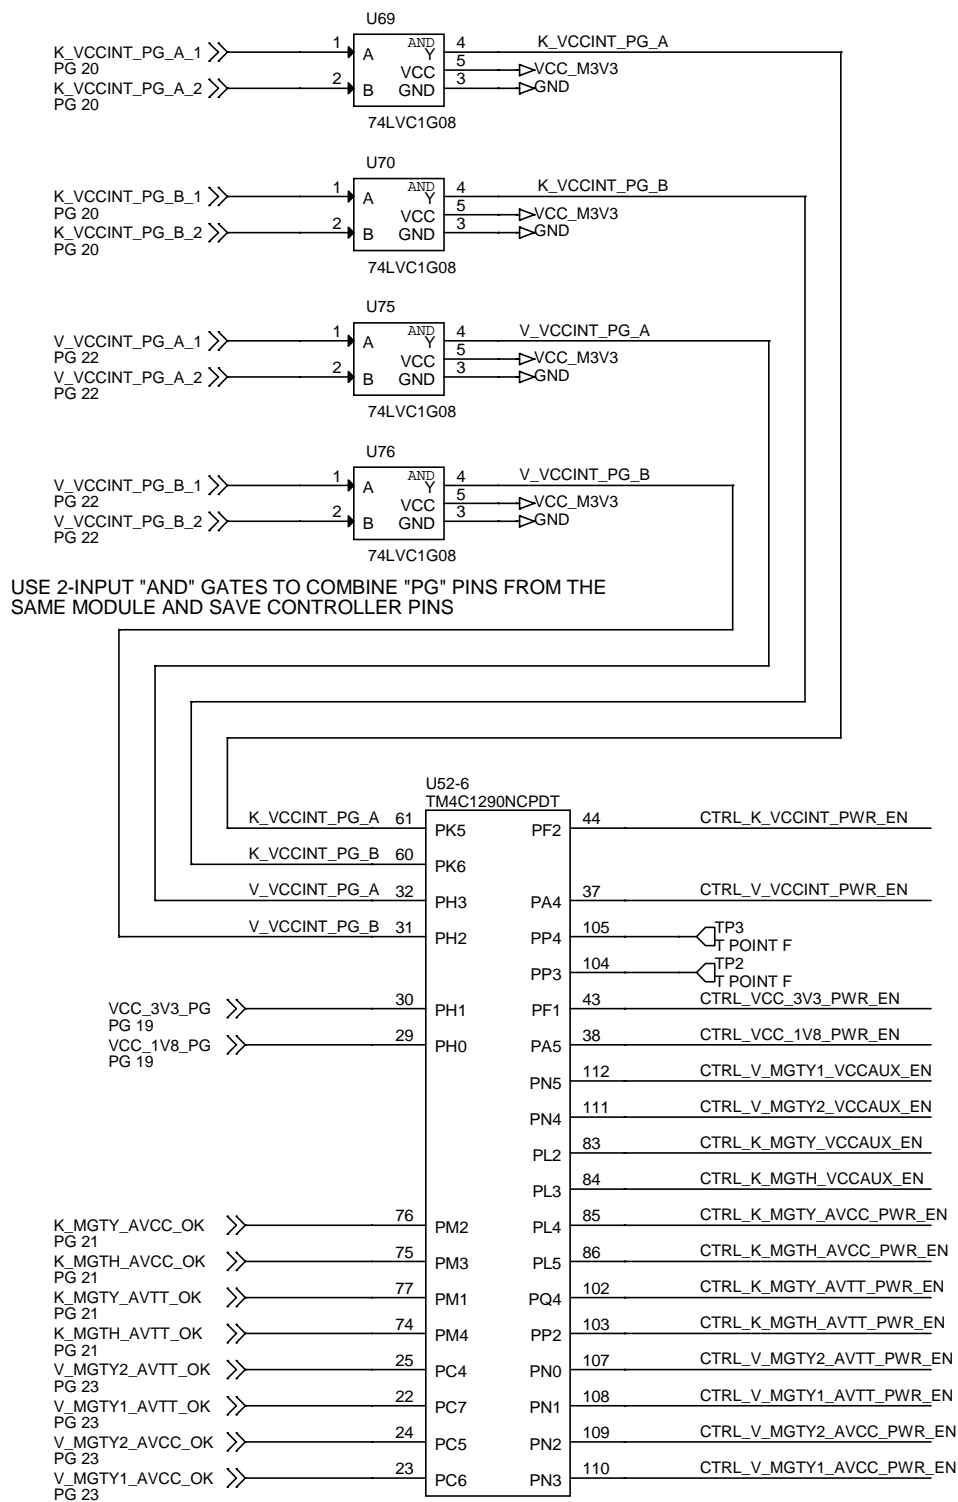 U69
K_VCCINT_PG_A_1 1 A AND Y 4 K_VCCINT_PG_A
PG 20
VCC 5 VCC_M3V3
K_VCCINT_PG_A_2 2 B GND 3 GND
PG 20
74LVC1G08
U70
K_VCCINT_PG_B_1 1 A AND Y 4 K_VCCINT_PG_B
PG 20
VCC 5 VCC_M3V3
K_VCCINT_PG_B_2 2 B GND 3 GND
PG 20
74LVC1G08
U75
V_VCCINT_PG_A_1 1 A AND Y 4 V_VCCINT_PG_A
PG 22
VCC 5 VCC_M3V3
V_VCCINT_PG_A_2 2 B GND 3 GND
PG 22
74LVC1G08
U76
V_VCCINT_PG_B_1 1 A AND Y 4 V_VCCINT_PG_B
PG 22
VCC 5 VCC_M3V3
V_VCCINT_PG_B_2 2 B GND 3 GND
PG 22
74LVC1G08
USE 2-INPUT "AND" GATES TO COMBINE "PG" PINS FROM THE
SAME MODULE AND SAVE CONTROLLER PINS
U52-6
TM4C1290NCPDT
K_VCCINT_PG_A 61 PK5 PF2 44 CTRL_K_VCCINT_PWR_EN
K_VCCINT_PG_B 60 PK6
V_VCCINT_PG_A 32 PH3 PA4 37 CTRL_V_VCCINT_PWR_EN
V_VCCINT_PG_B 31 PH2 PP4 105 TP3
T POINT F
PP3 104 TP2
T POINT F
VCC_3V3_PG 30 PH1 PF1 43 CTRL_VCC_3V3_PWR_EN
PG 19
VCC_1V8_PG 29 PH0 PA5 38 CTRL_VCC_1V8_PWR_EN
PG 19
PN5 112 CTRL_V_MGTY1_VCCAUX_EN
PN4 111 CTRL_V_MGTY2_VCCAUX_EN
PL2 83 CTRL_K_MGTY_VCCAUX_EN
PL3 84 CTRL_K_MGTH_VCCAUX_EN
K_MGTY_AVCC_OK 76 PM2 PL4 85 CTRL_K_MGTY_AVCC_PWR_EN
PG 21
K_MGTH_AVCC_OK 75 PM3 PL5 86 CTRL_K_MGTH_AVCC_PWR_EN
PG 21
K_MGTY_AVTT_OK 77 PM1 PQ4 102 CTRL_K_MGTY_AVTT_PWR_EN
PG 21
K_MGTH_AVTT_OK 74 PM4 PP2 103 CTRL_K_MGTH_AVTT_PWR_EN
PG 21
V_MGTY2_AVTT_OK 25 PC4 PN0 107 CTRL_V_MGTY2_AVTT_PWR_EN
PG 23
V_MGTY1_AVTT_OK 22 PC7 PN1 108 CTRL_V_MGTY1_AVTT_PWR_EN
PG 23
V_MGTY2_AVCC_OK 24 PC5 PN2 109 CTRL_V_MGTY2_AVCC_PWR_EN
PG 23
V_MGTY1_AVCC_OK 23 PC6 PN3 110 CTRL_V_MGTY1_AVCC_PWR_EN
PG 23